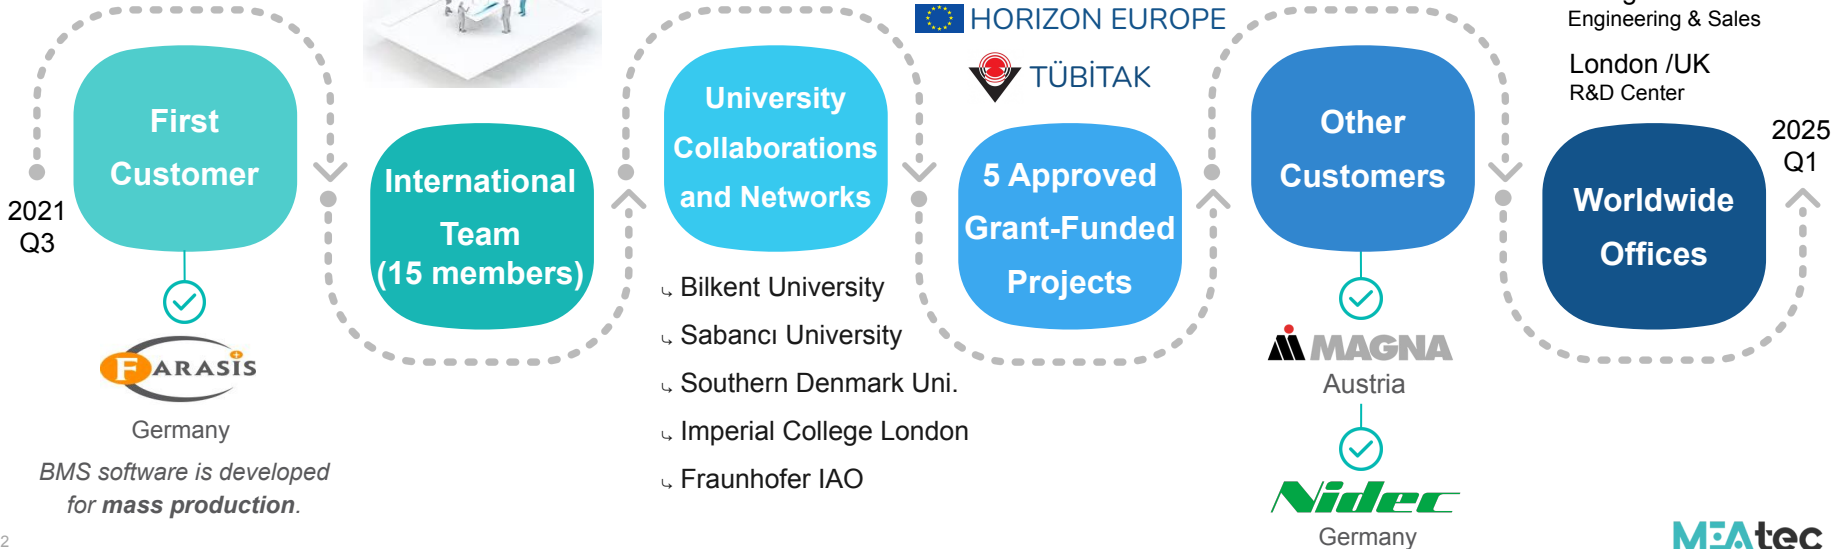 2021
Q3
First
Customer
FARASIS
Germany
BMS software is developed
for mass production.
International
Team
(15 members)
University
Collaborations
and Networks
Bilkent University
Sabancı University
Southern Denmark Uni.
Imperial College London
Fraunhofer IAO
HORIZON EUROPE
TÜBİTAK
5 Approved
Grant-Funded
Projects
Other
Customers
MAGNA
Austria
Nidec
Germany
Engineering & Sales
London /UK
R&D Center
Worldwide
Offices
2025
Q1
2
MEAtec